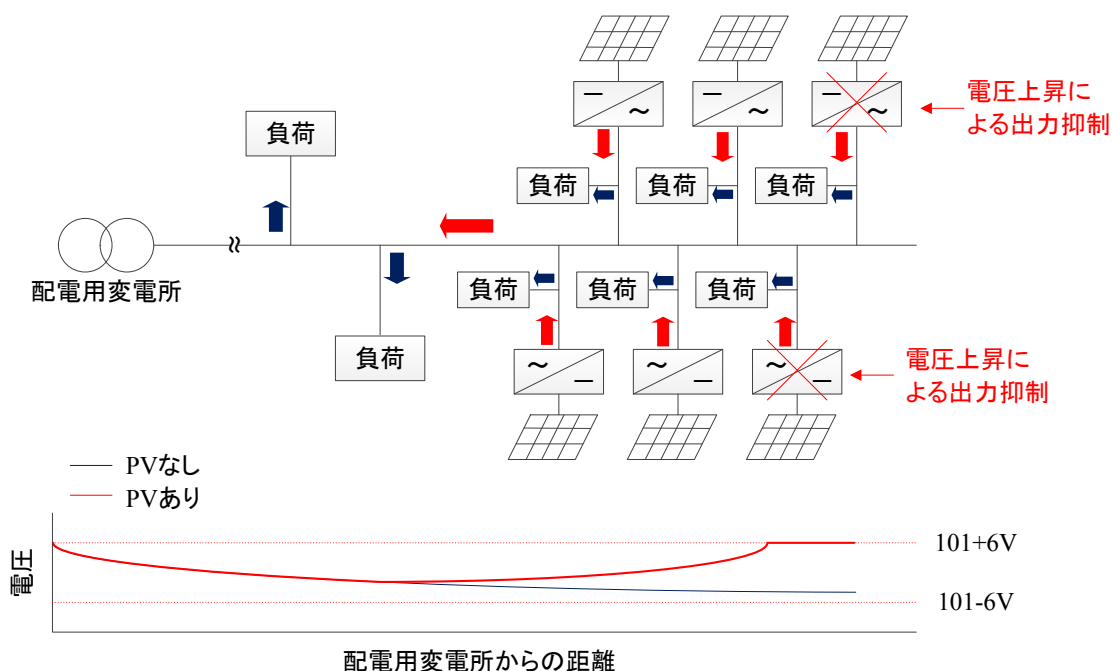 電圧上昇に
よる出力抑制
負荷
負荷
負荷
負荷
配電用変電所
負荷
負荷
負荷
負荷
電圧上昇に
よる出力抑制
PVなし
PVあり
電圧
101+6V
101-6V
配電用変電所からの距離